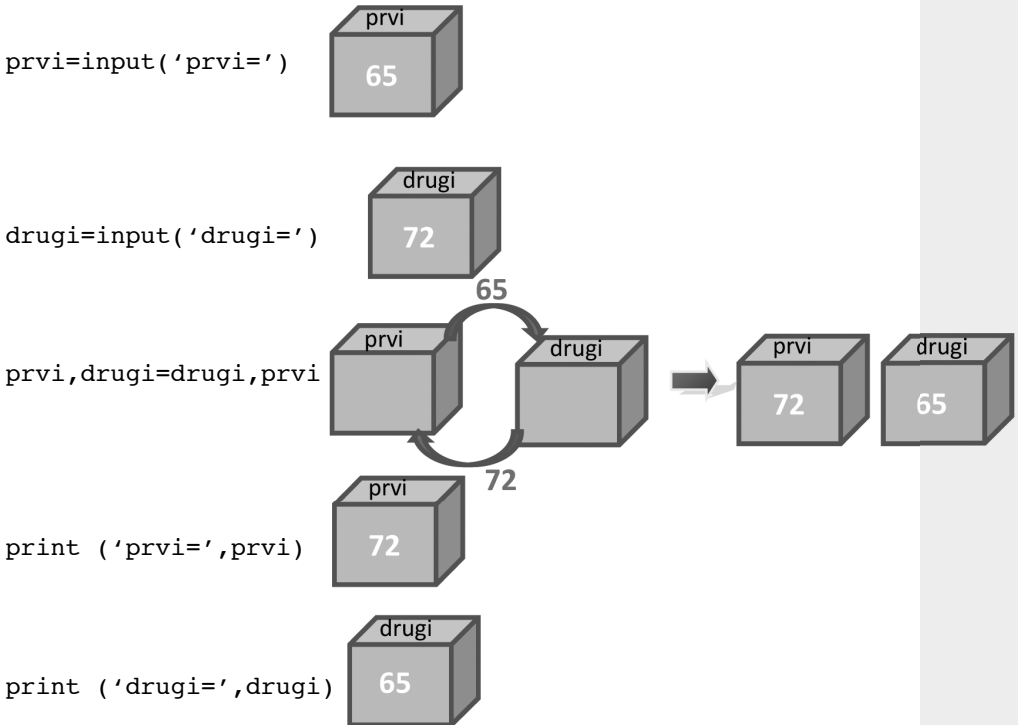 prvi
prvi=input(‘prvi=’)
65
drugi
drugi=input(‘drugi=’)
72
65
prvi
drugi
prvi
drugi
prvi,drugi=drugi,prvi
72
65
72
prvi
print (‘prvi=’,prvi)
72
drugi
print (‘drugi=’,drugi)
65